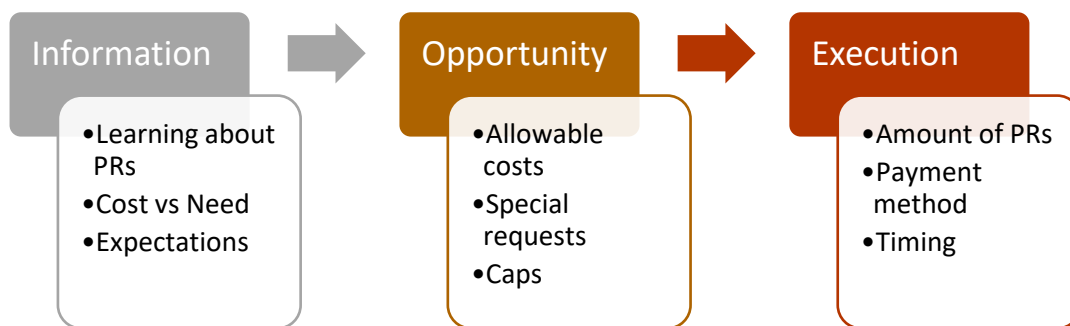 Information
•Learning about
PRs
•Cost vs Need
•Expectations
Opportunity
•Allowable
costs
•Special
requests
•Caps
Execution
•Amount of PRs
•Payment
method
•Timing